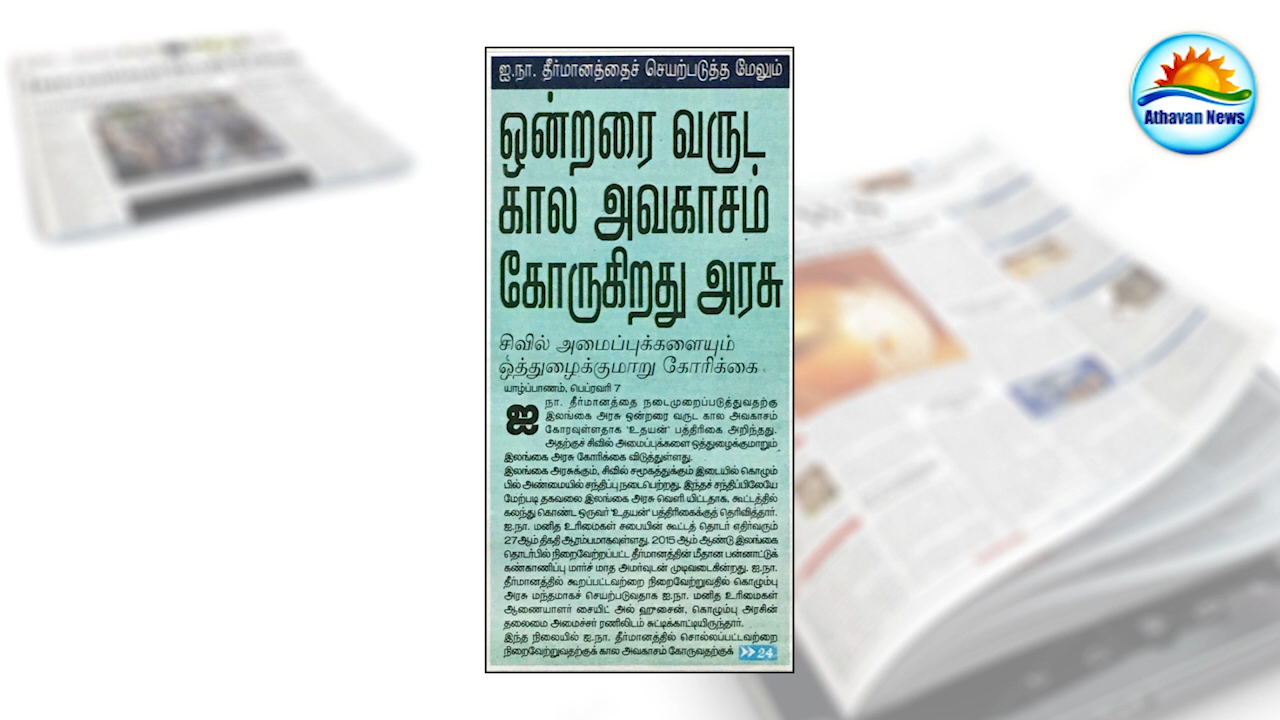 ஐ.நா. தீர்மானத்தைச் செயற்படுத்த மேலும்
ஒன்றரை வருட
கால அவகாசம்
கோருகிறது அரசு
சிவில் அமைப்புக்களையும்
ஒத்துழைக்குமாறு கோரிக்கை
யாழ்ப்பாணம், பெப்ரவரி 7
ஐ நா. தீர்மானத்தை நடைமுறைப்படுத்துவதற்கு
இலங்கை அரசு ஒன்றரை வருட கால அவகாசம்
கோரவுள்ளதாக 'உதயன்' பத்திரிகை அறிந்தது.
அதற்குச் சிவில் அமைப்புக்களை ஒத்துழைக்குமாறும்
இலங்கை அரசு கோரிக்கை விடுத்துள்ளது.
இலங்கை அரசுக்கும், சிவில் சமூகத்துக்கும் இடையில் கொழும்
பில் அண்மையில் சந்திப்பு நடைபெற்றது. இந்தச் சந்திப்பிலேயே
மேற்படி தகவலை இலங்கை அரசு வெளி யிட்டதாக, கூட்டத்தில்
கலந்து கொண்ட ஒருவர் "உதயன்" பத்திரிகைக்குத் தெரிவித்தார்.
ஐ.நா. மனித உரிமைகள் சபையின் கூட்டத் தொடர் எதிர்வரும்
27ஆம் திகதி ஆரம்பமாகவுள்ளது. 2015 ஆம் ஆண்டு இலங்கை
தொடர்பில் நிறைவேற்றப்பட்ட தீர்மானத்தின் மீதான பன்னாட்டுக்
கண்காணிப்பு மார்ச் மாத அமர்வுடன் முடிவடைகின்றது. ஐ.நா.
தீர்மானத்தில் கூறப்பட்டவற்றை நிறைவேற்றுவதில் கொழும்பு
அரசு மந்தமாகச் செயற்படுவதாக ஐ.நா. மனித உரிமைகள்
ஆணையாளர் சையிட் அல் ஹுசைன், கொழும்பு அரசின்
தலைமை அமைச்சர் ரணிலிடம் சுட்டிக்காட்டியிருந்தார்.
இந்த நிலையில் ஐ.நா. தீர்மானத்தில் சொல்லப்பட்டவற்றை
நிறைவேற்றுவதற்குக் கால அவகாசம் கோருவதற்குக் >> 24
Athavan News